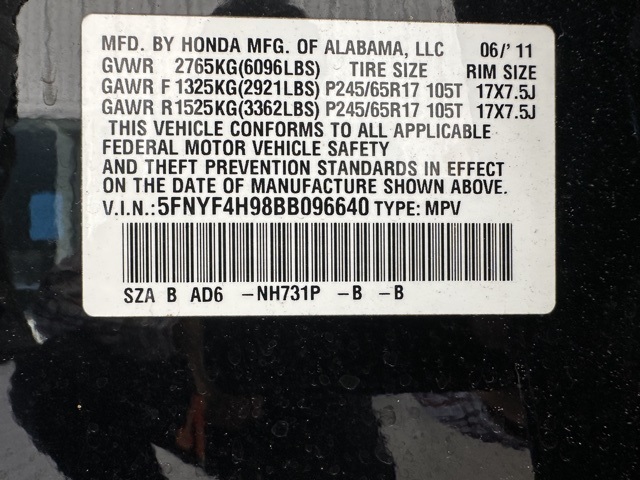 MFD. BY HONDA MFG. OF ALABAMA, LLC 06/'11
GVWR 2765KG(6096LBS) TIRE SIZE RIM SIZE
GAWR F 1325KG(2921LBS) P245/65R17 105T 17X7.5J
GAWR R 1525KG(3362LBS) P245/65R17 105T 17X7.5J
THIS VEHICLE CONFORMS TO ALL APPLICABLE
FEDERAL MOTOR VEHICLE SAFETY
AND THEFT PREVENTION STANDARDS IN EFFECT
ON DATE OF MANUFACTURE SHOWN ABOVE.
V.I.N.: 5FNYF4H98BB096640 TYPE: MPV
SZA B AD6 -NH731P -B -B